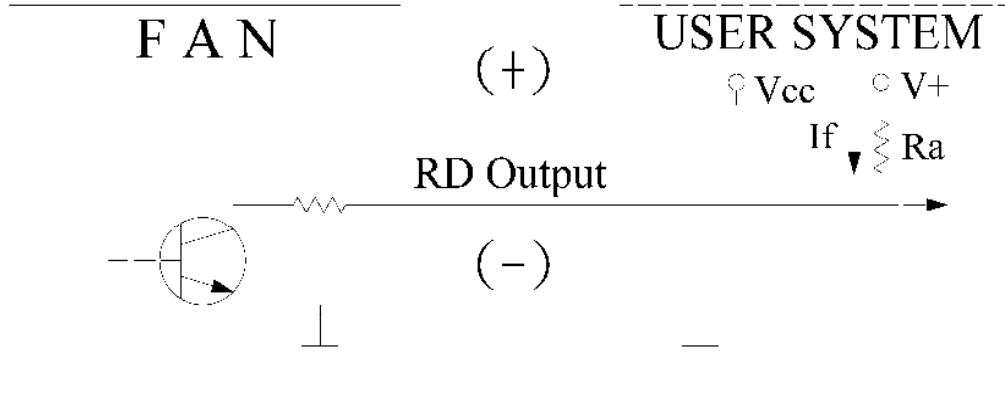 F A N
USER SYSTEM
(+)
Vcc
V+
If
Ra
RD Output
(-)